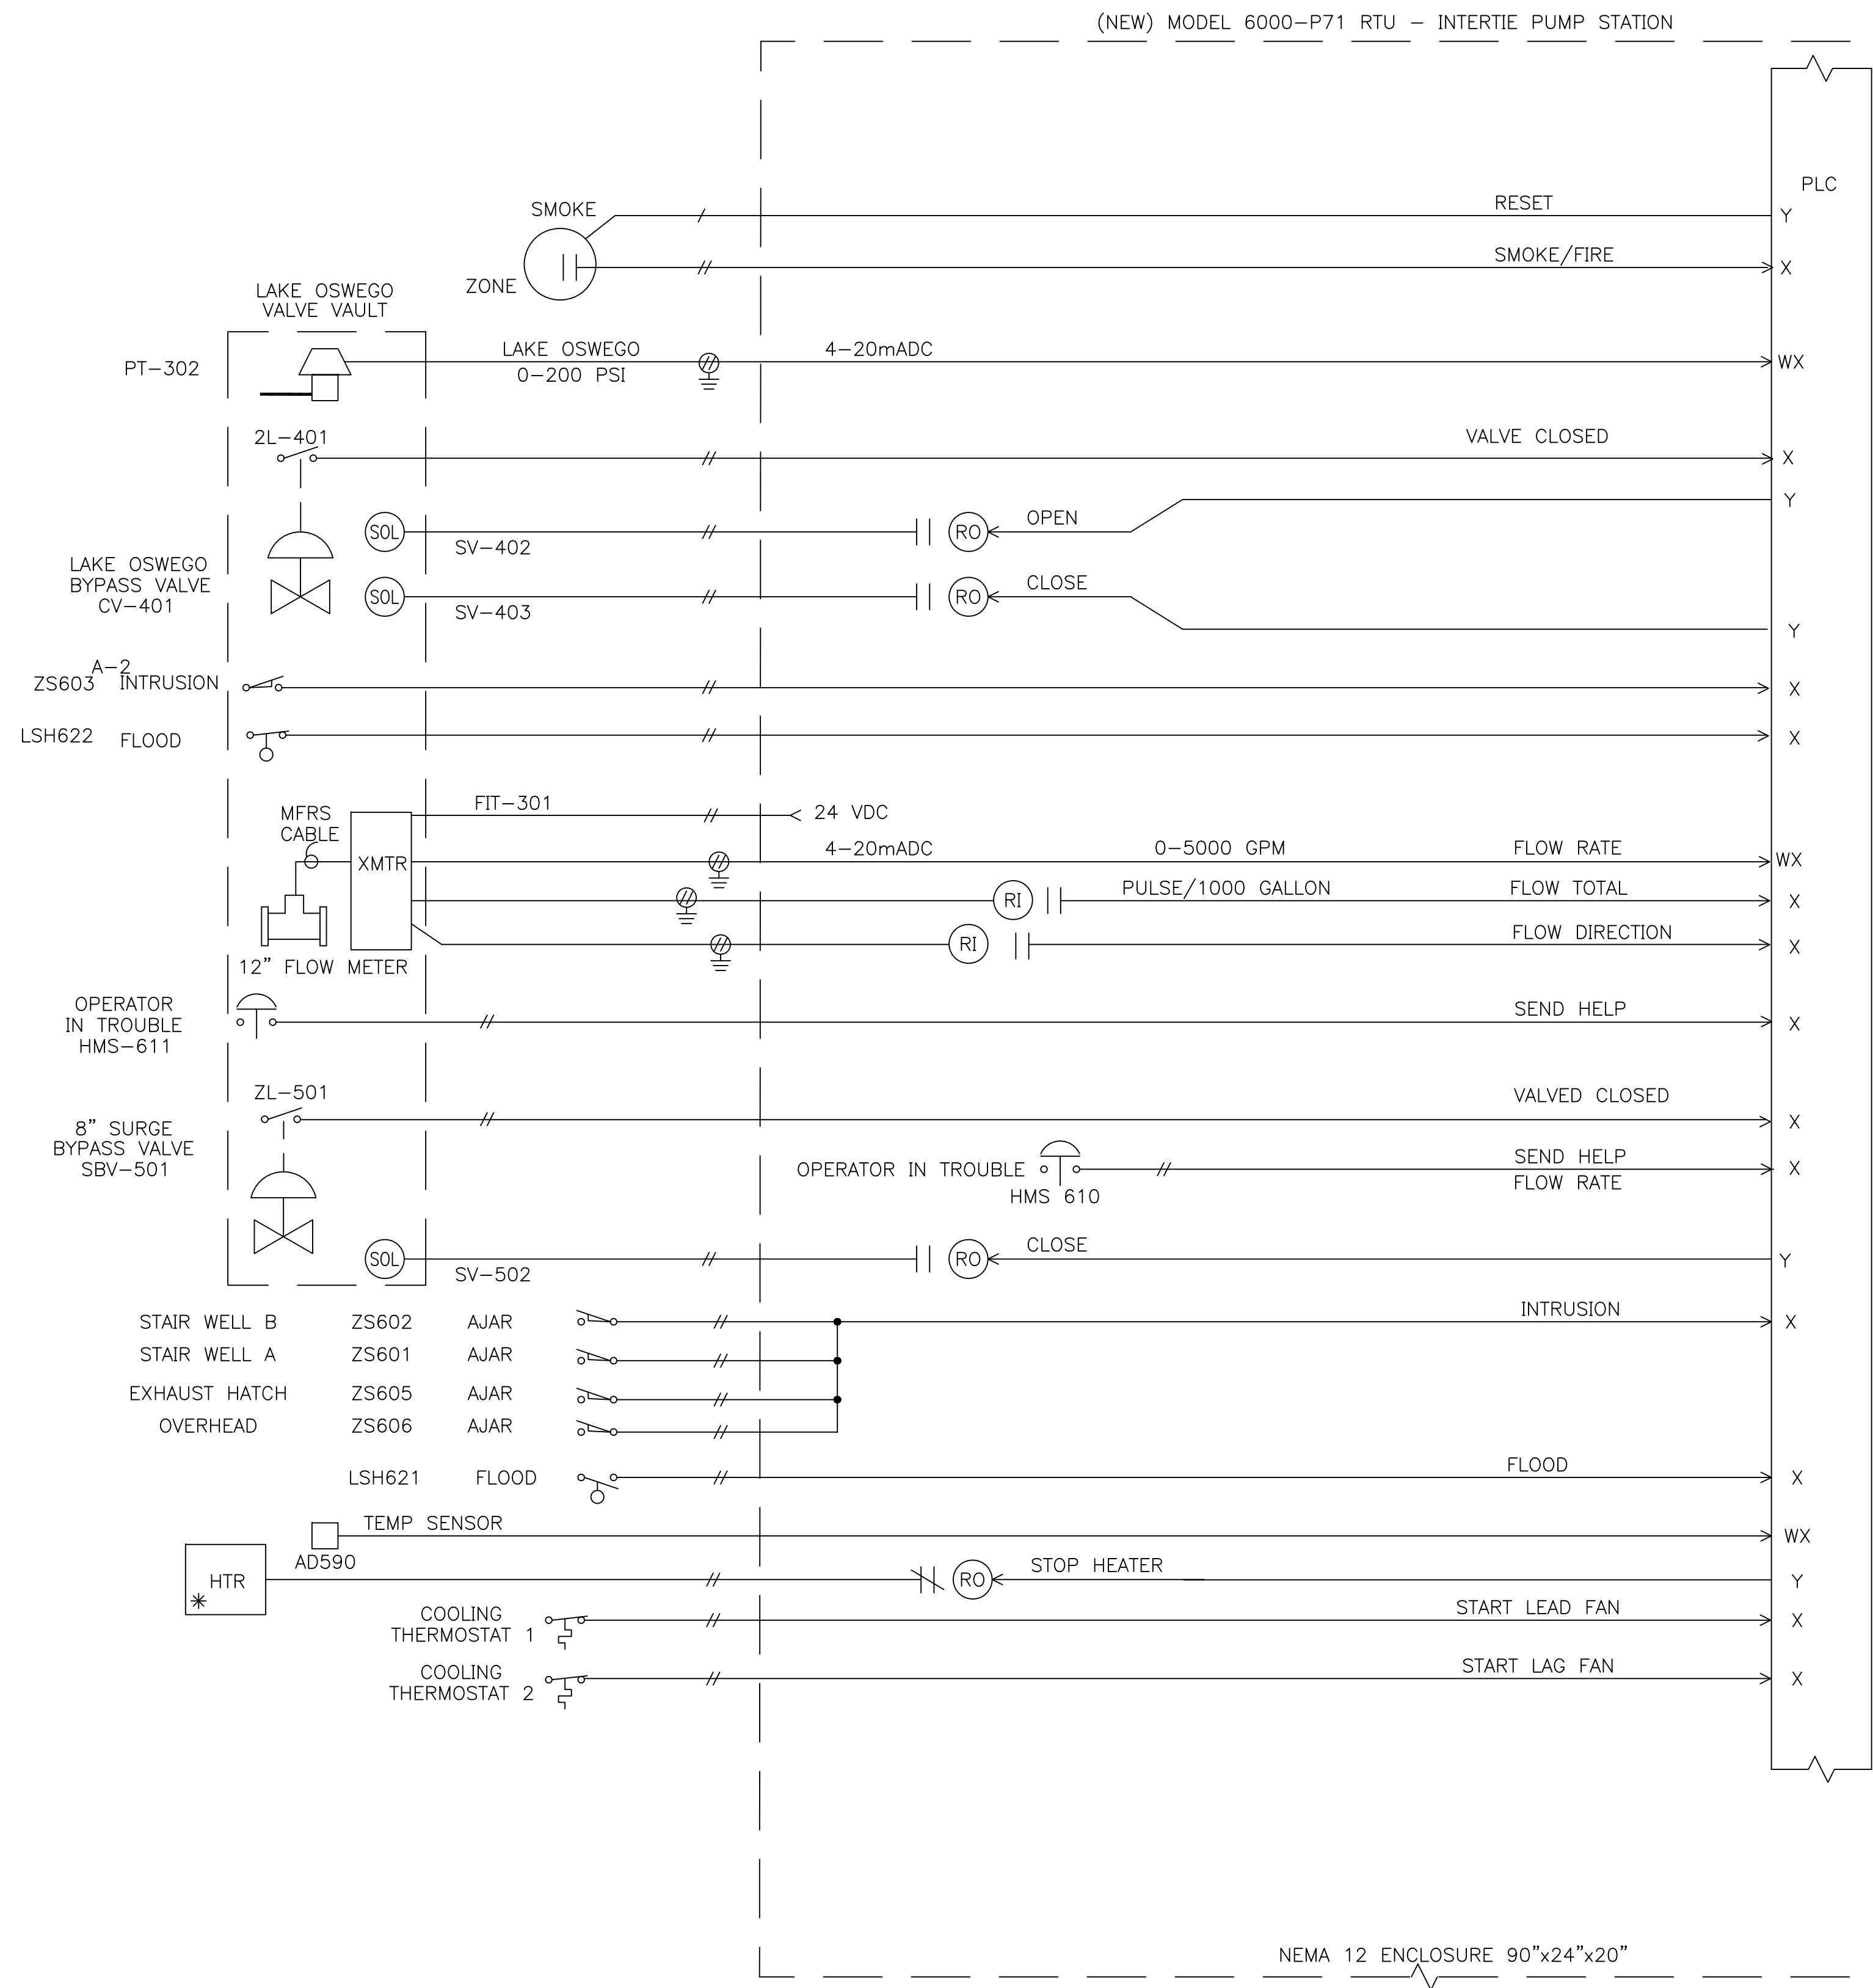 (NEW) MODEL 6000-P71 RTU - INTERTIE PUMP STATION
PLC
SMOKE
RESET
Y
ZONE
SMOKE/FIRE
X
LAKE OSWEGO
VALVE VAULT
PT-302
LAKE OSWEGO
0-200 PSI
4-20mADC
WX
2L-401
VALVE CLOSED
X
Y
SOL
SV-402
RO
OPEN
LAKE OSWEGO
BYPASS VALVE
CV-401
SOL
SV-403
RO
CLOSE
Y
A-2
ZS603 INTRUSION
X
LSH622 FLOOD
X
FIT-301
24 VDC
MFRS
CABLE
XMTR
4-20mADC
0-5000 GPM
FLOW RATE
WX
RI
PULSE/1000 GALLON
FLOW TOTAL
X
RI
FLOW DIRECTION
X
12" FLOW METER
OPERATOR
IN TROUBLE
HMS-611
SEND HELP
X
ZL-501
VALVED CLOSED
X
8" SURGE
BYPASS VALVE
SBV-501
OPERATOR IN TROUBLE
HMS 610
SEND HELP
FLOW RATE
X
SOL
SV-502
RO
CLOSE
Y
STAIR WELL B ZS602 AJAR
INTRUSION
X
STAIR WELL A ZS601 AJAR
EXHAUST HATCH ZS605 AJAR
OVERHEAD ZS606 AJAR
LSH621 FLOOD
FLOOD
X
TEMP SENSOR
AD590
WX
HTR
RO
STOP HEATER
Y
COOLING
THERMOSTAT 1
START LEAD FAN
X
COOLING
THERMOSTAT 2
START LAG FAN
X
NEMA 12 ENCLOSURE 90"x24"x20"